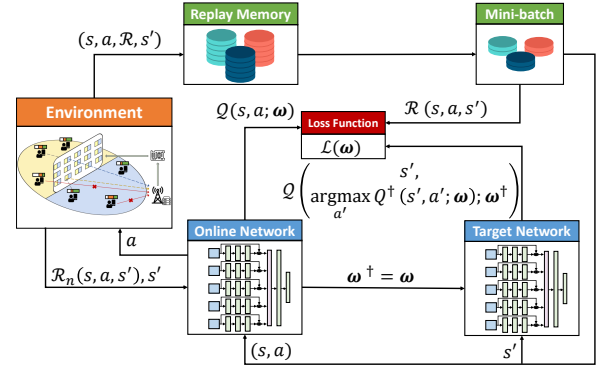 Replay Memory
Mini-batch
(s, a, ℛ, s′)
Environment
𝒬(s, a; ω)
Loss Function
ℒ(ω)
ℛ (s, a, s′)
𝒬 ( s′, argmax Q† (s′, a′; ω); ω† )
a′
Online Network
Target Network
a
ℛₙ(s, a, s′), s′
ω † = ω
(s, a)
s′